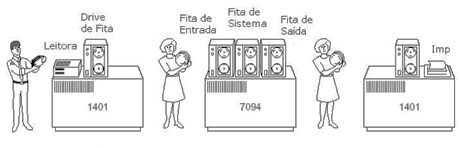 Leitora
Drive
de Fita
1401
Fita de
Entrada
Fita de
Sistema
Fita de
Saída
7094
Imp
1401